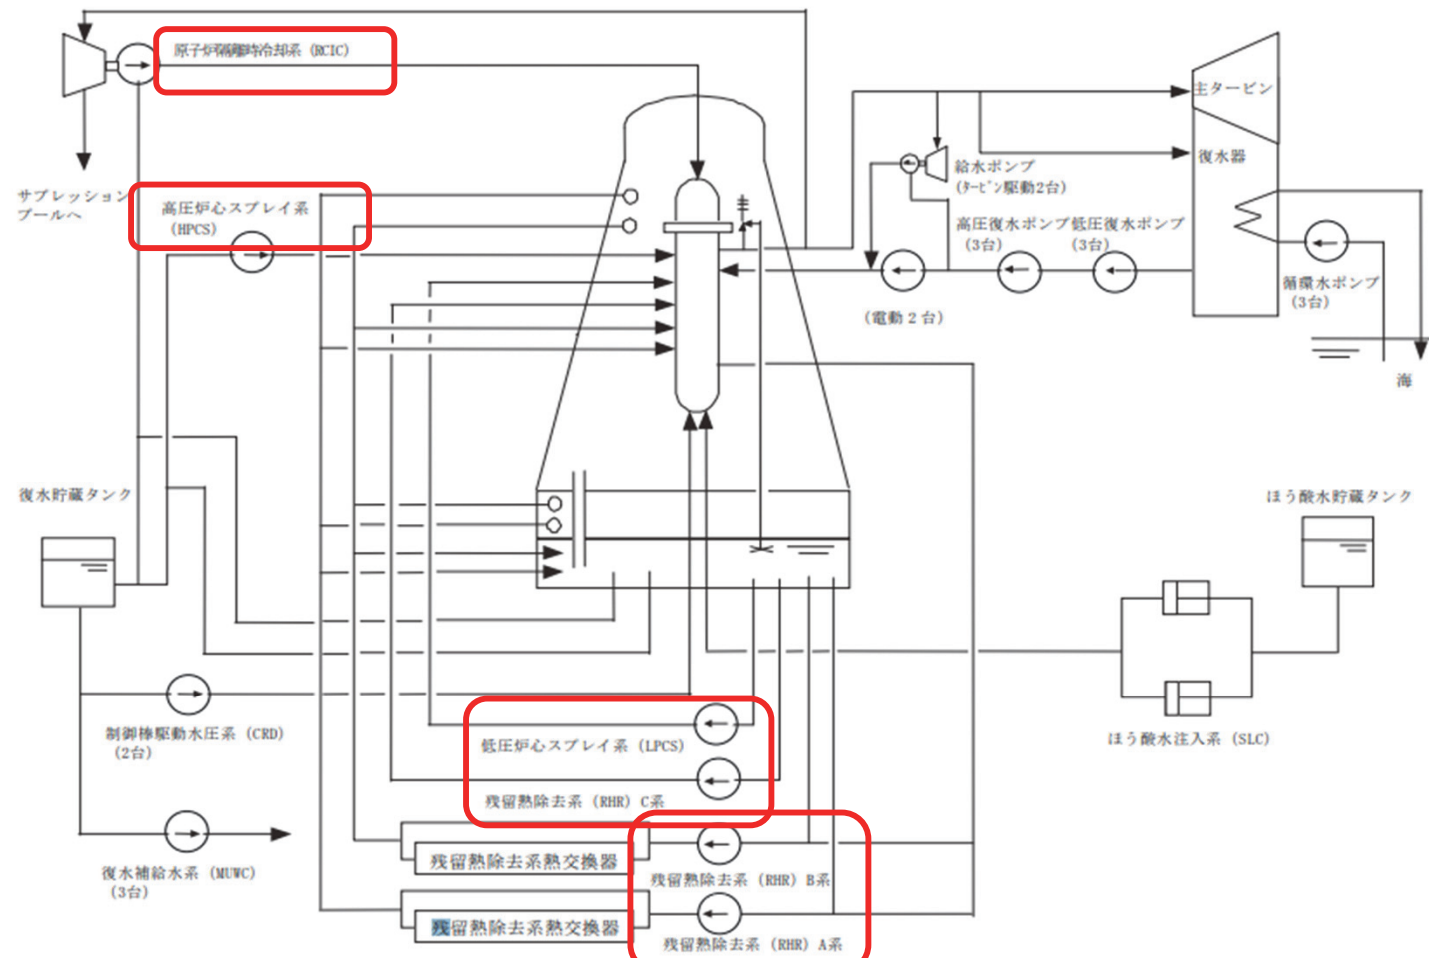 原子炉隔離時冷却系 (RCIC)
主タービン
復水器
給水ポンプ
(ﾀｰﾋﾞﾝ駆動2台)
サプレッション
プールへ
高圧炉心スプレイ系
(HPCS)
高圧復水ポンプ
(3台)
低圧復水ポンプ
(3台)
循環水ポンプ
(3台)
(電動2台)
海
復水貯蔵タンク
ほう酸水貯蔵タンク
制御棒駆動水圧系 (CRD)
(2台)
低圧炉心スプレイ系 (LPCS)
ほう酸水注入系 (SLC)
残留熱除去系 (RHR) C系
復水補給水系 (MUWC)
(3台)
残留熱除去系熱交換器
残留熱除去系 (RHR) B系
残留熱除去系熱交換器
残留熱除去系 (RHR) A系